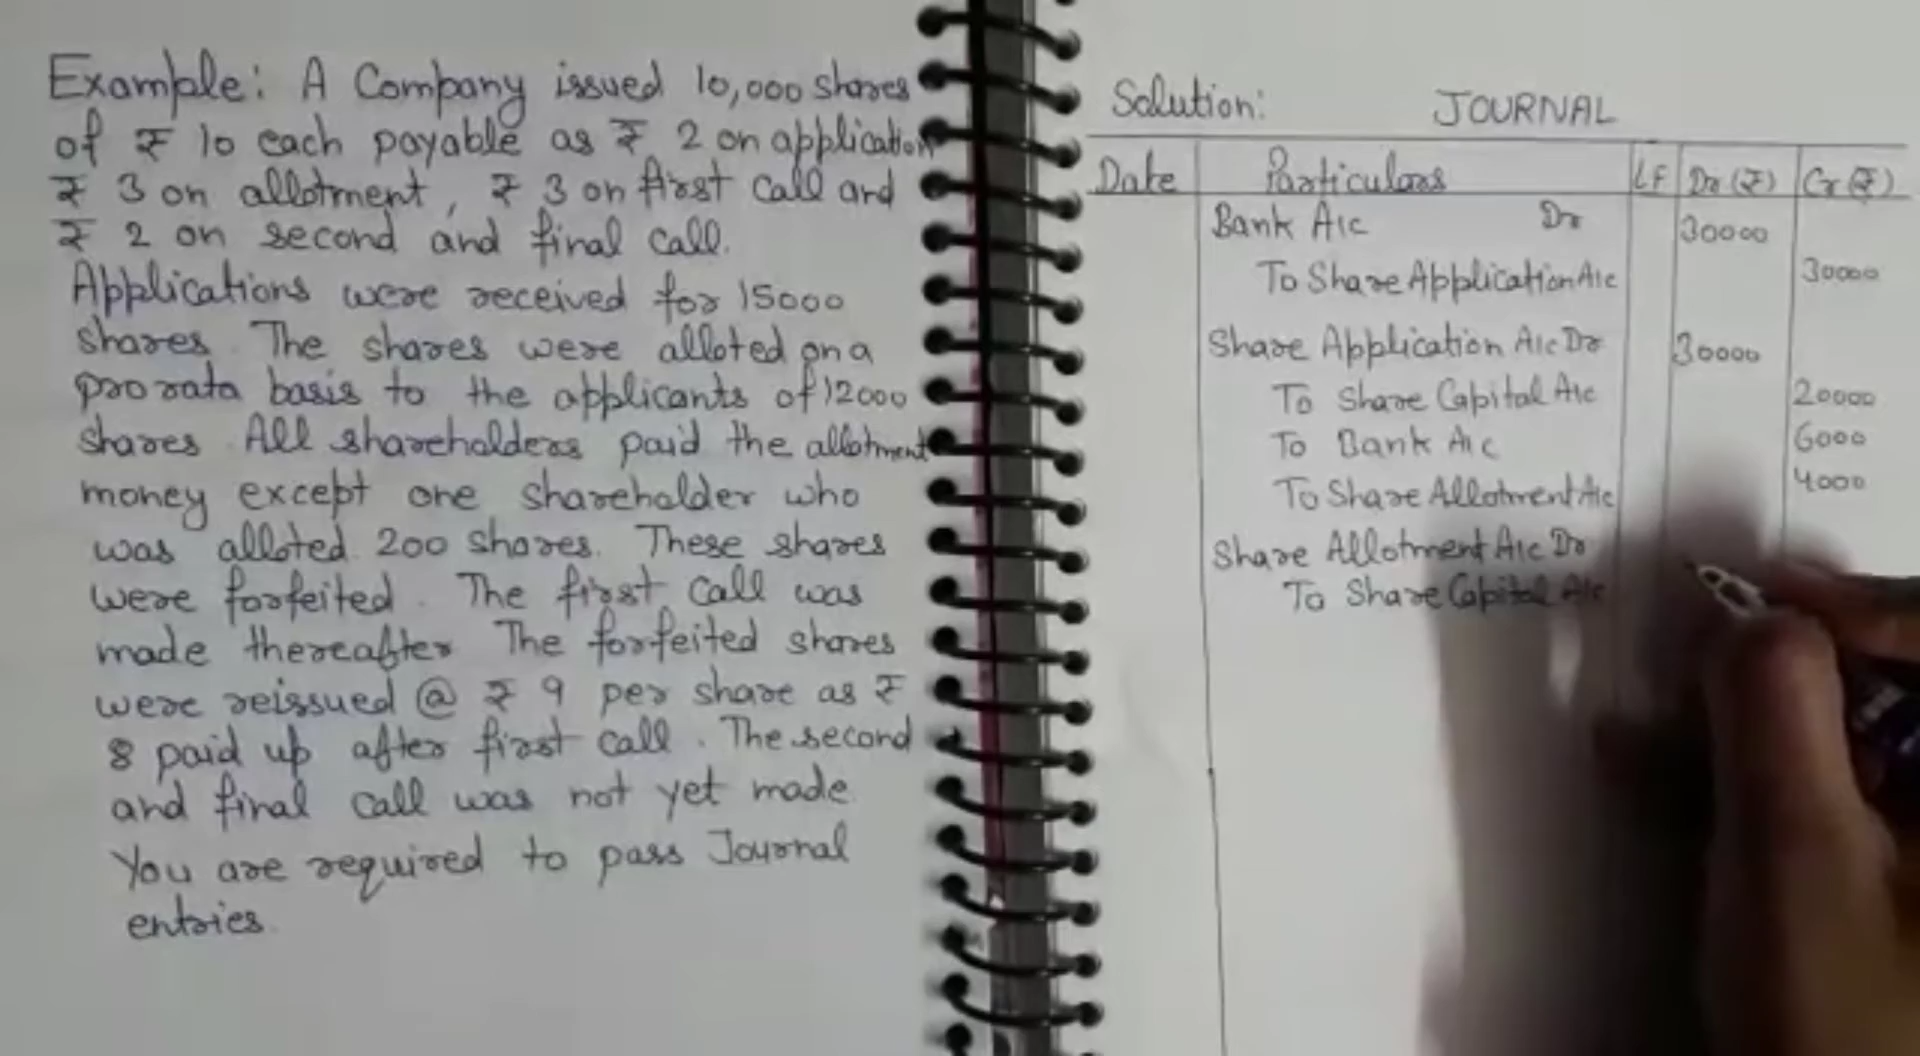 Example: A Company issued 10,000 shares
of ₹ 10 each payable as ₹ 2 on application
₹ 3 on allotment, ₹ 3 on first call and
₹ 2 on second and final call.
Applications were received for 15000
shares. The shares were alloted on a
pro rata basis to the applicants of 12000
shares. All shareholders paid the allotment
money except one shareholder who
was alloted 200 shares. These shares
were forfeited. The first call was
made thereafter The forfeited shares
were reissued @ ₹ 9 per share as ₹
8 paid up after first call. The second
and final call was not yet made
You are required to pass Journal
entries.
Solution: JOURNAL
Date Particulars LF Dr (₹) Cr (₹)
Bank A/c Dr 30000
To Share Application A/c 30000
Share Application A/c Dr 30000
To Share Capital A/c 20000
To Bank A/c 6000
To Share Allotment A/c 4000
Share Allotment A/c Dr
To Share Capital A/c